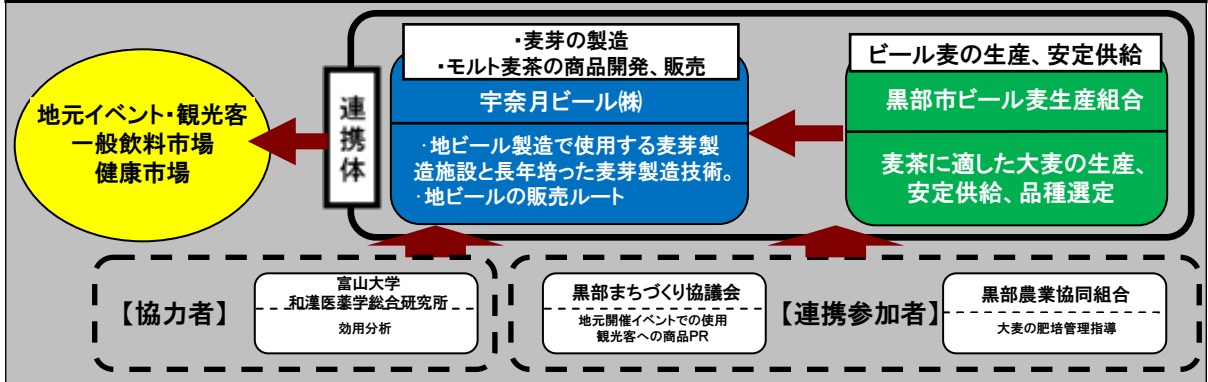 地元イベント・観光客
一般飲料市場
健康市場
連携体
・麦芽の製造
・モルト麦茶の商品開発、販売
宇奈月ビール㈱
・地ビール製造で使用する麦芽製
造施設と長年培った麦芽製造技術。
・地ビールの販売ルート
ビール麦の生産、安定供給
黒部市ビール麦生産組合
麦茶に適した大麦の生産、
安定供給、品種選定
【協力者】
富山大学
和漢医薬学総合研究所
効用分析
黒部まちづくり協議会
地元開催イベントでの使用
観光客への商品PR
【連携参加者】
黒部農業協同組合
大麦の肥培管理指導